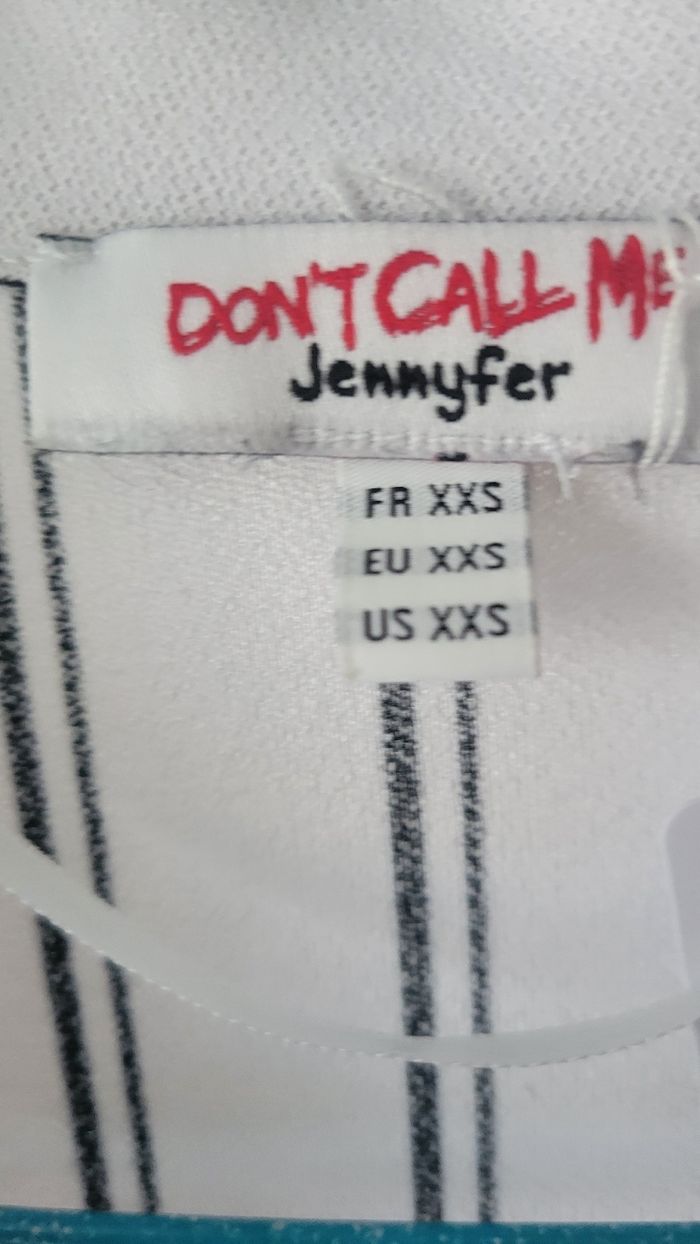 DON'T CALL ME
Jennyfer
FR XXS
EU XXS
US XXS